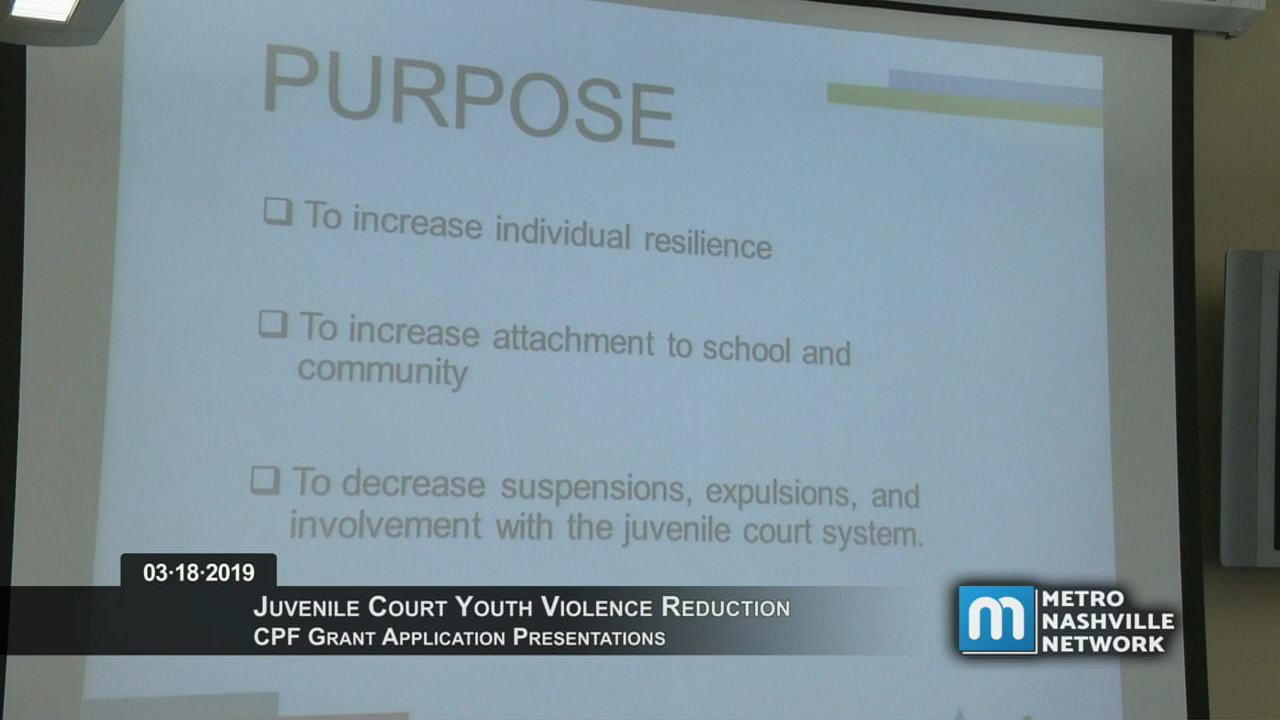 PURPOSE
❑ To increase individual resilience
❑ To increase attachment to school and
community
❑ To decrease suspensions, expulsions, and
involvement with the juvenile court system.
03·18·2019
JUVENILE COURT YOUTH VIOLENCE REDUCTION
CPF GRANT APPLICATION PRESENTATIONS
m METRO
NASHVILLE
NETWORK